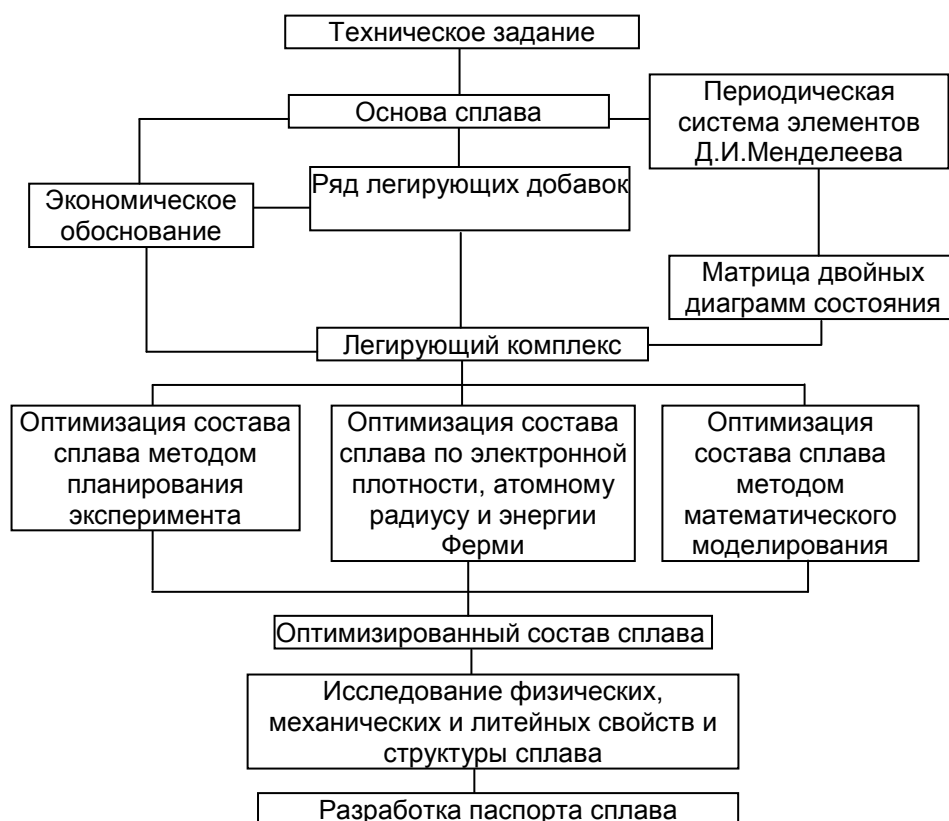 Техническое задание
Основа сплава
Периодическая
система элементов
Д.И.Менделеева
Ряд легирующих добавок
Экономическое
обоснование
Матрица двойных
диаграмм состояния
Легирующий комплекс
Оптимизация состава
сплава методом
планирования
эксперимента
Оптимизация состава
сплава по электронной
плотности, атомному
радиусу и энергии
Ферми
Оптимизация
состава сплава
методом
математического
моделирования
Оптимизированный состав сплава
Исследование физических,
механических и литейных свойств и
структуры сплава
Разработка паспорта сплава